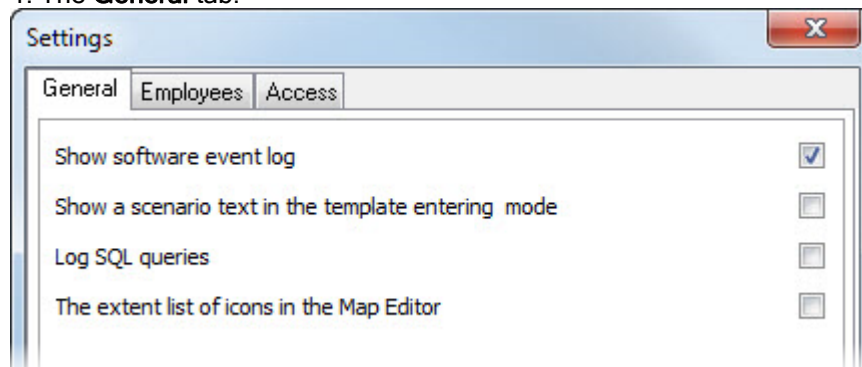 1. The General tab.
Settings
General Employees Access
Show software event log
Show a scenario text in the template entering mode
Log SQL queries
The extent list of icons in the Map Editor